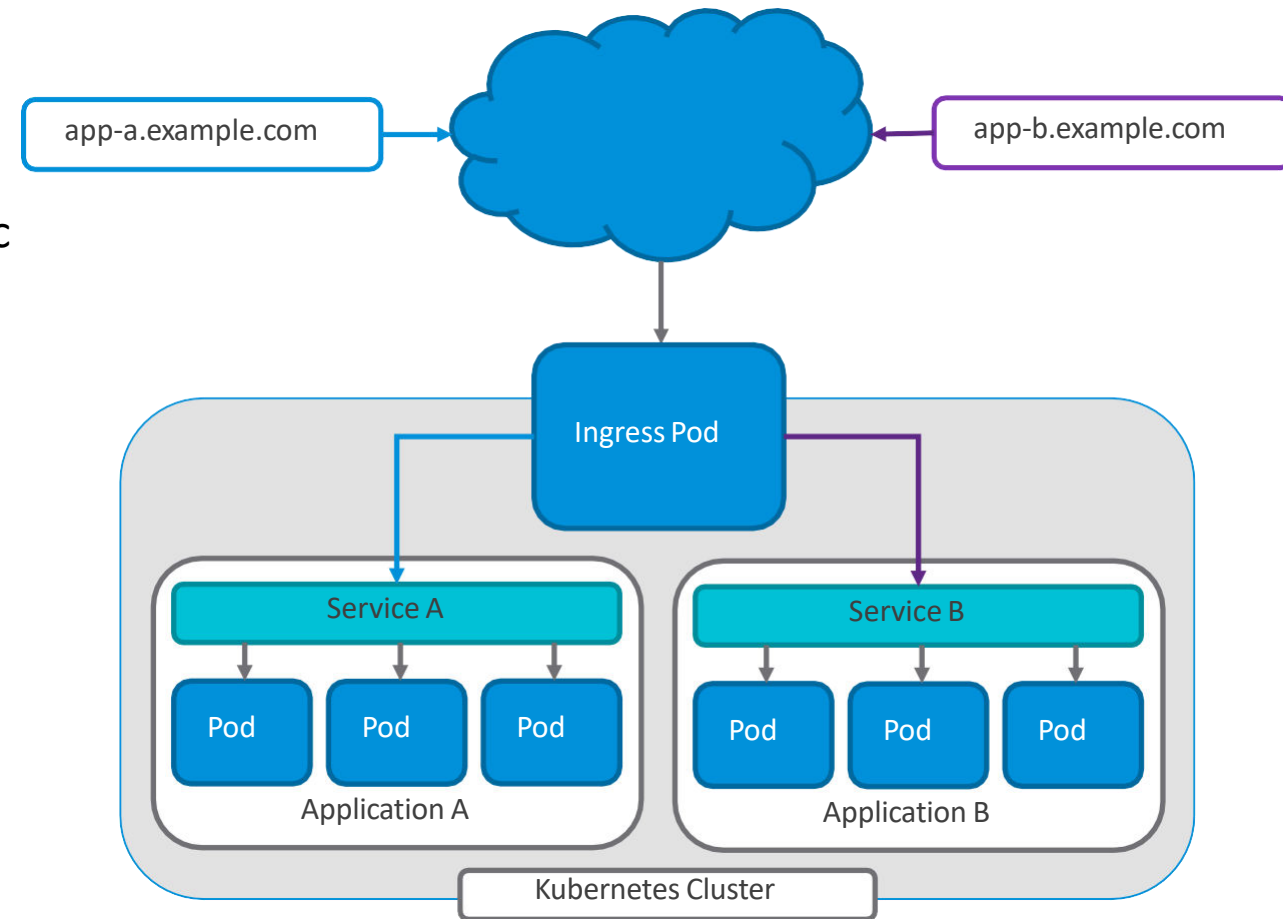 app-a.example.com
app-b.example.com
c
Ingress Pod
Service A
Service B
Pod
Pod
Pod
Pod
Pod
Pod
Application A
Application B
Kubernetes Cluster